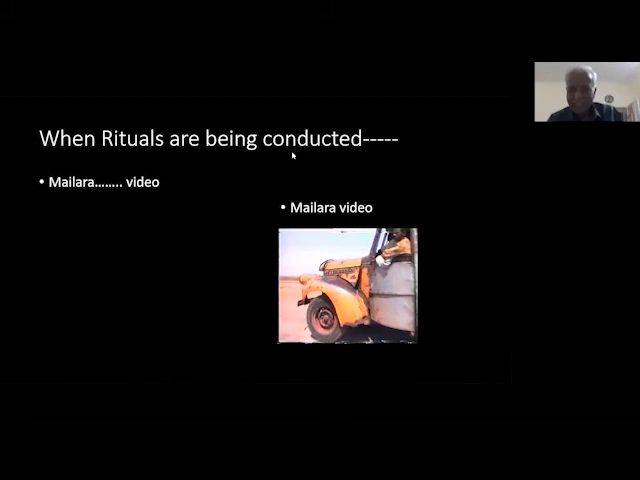 When Rituals are being conducted-----
• Mailara…….. video
• Mailara video